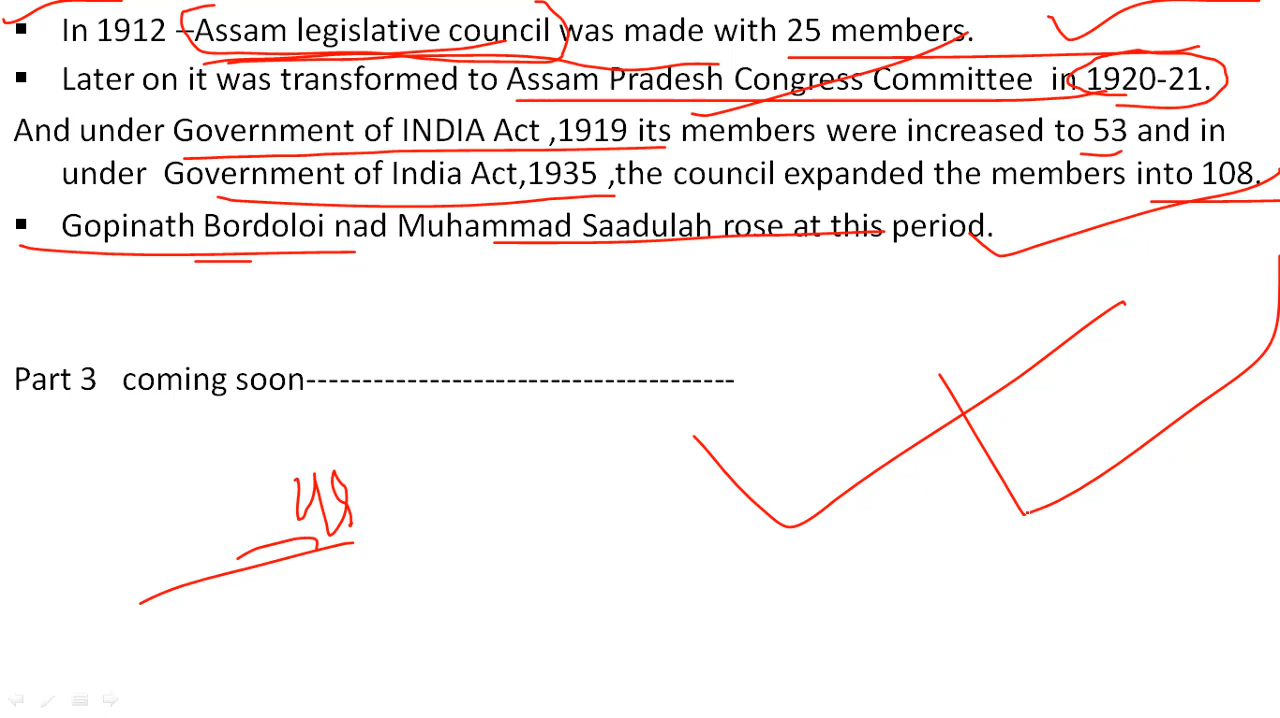 ▪ In 1912 –Assam legislative council was made with 25 members.
▪ Later on it was transformed to Assam Pradesh Congress Committee in 1920-21.
And under Government of INDIA Act ,1919 its members were increased to 53 and in
under Government of India Act,1935 ,the council expanded the members into 108.
▪ Gopinath Bordoloi nad Muhammad Saadulah rose at this period.
Part 3 coming soon--------------------------------------